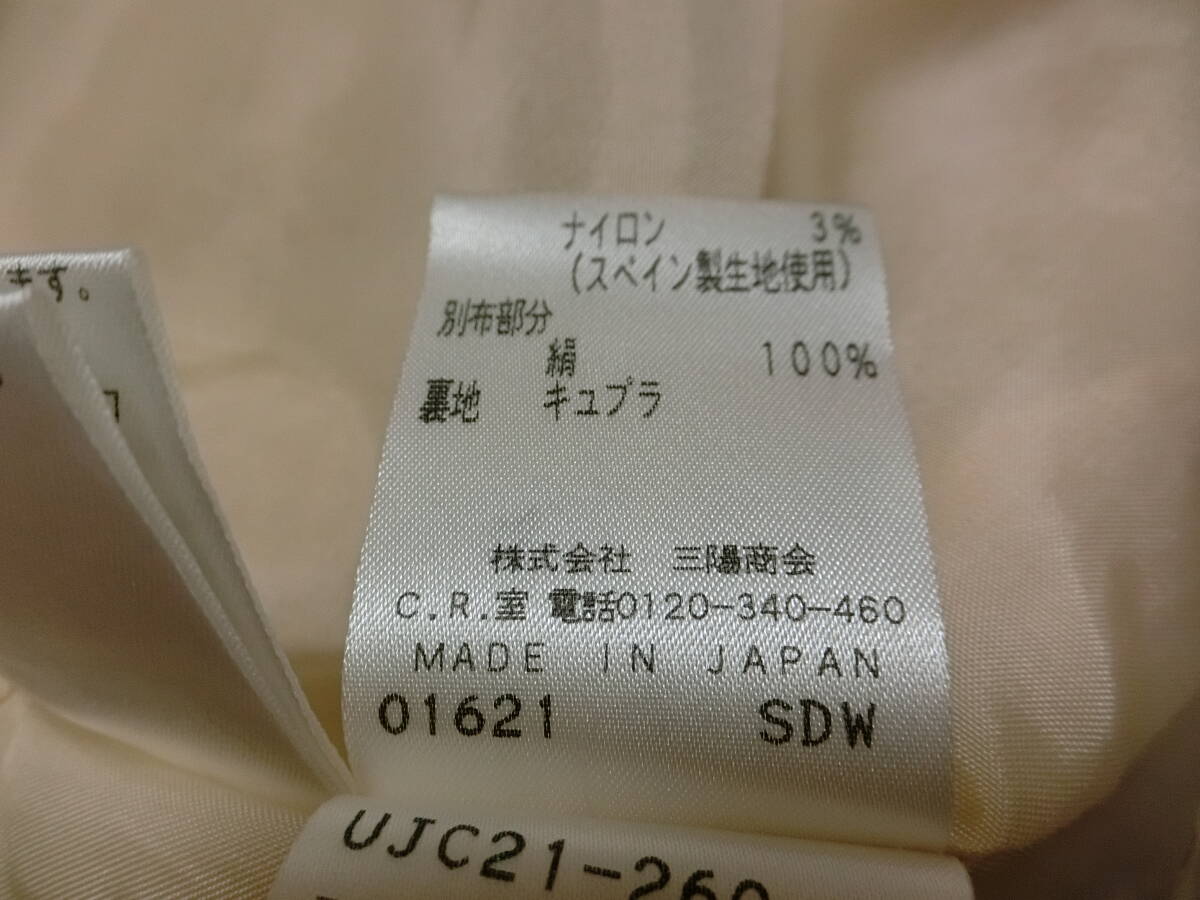 ます。
ナイロン 3%
(スペイン製生地使用)
別布部分
絹 100%
裏地 キュプラ
株式会社 三陽商会
C.R.室 電話0120-340-460
MADE IN JAPAN
01621 SDW
UJC21-260